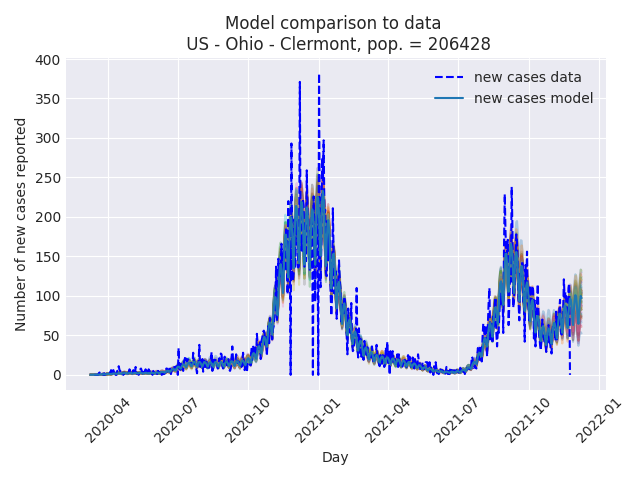 Model comparison to data
US - Ohio - Clermont, pop. = 206428
new cases data
new cases model
Number of new cases reported
400
350
300
250
200
150
100
50
0
2020-04
2020-07
2020-10
2021-01
2021-04
2021-07
2021-10
2022-01
Day